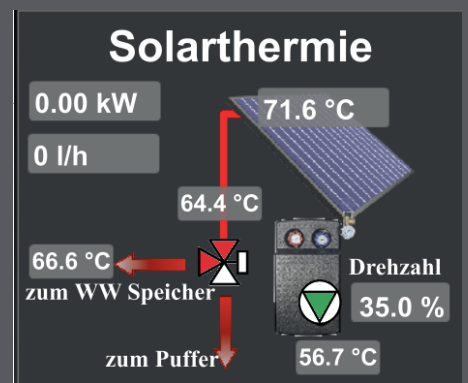 Solarthermie
0.00 kW
71.6 °C
0 l/h
64.4 °C
66.6 °C
zum WW Speicher
Drehzahl
35.0 %
zum Puffer
56.7 °C